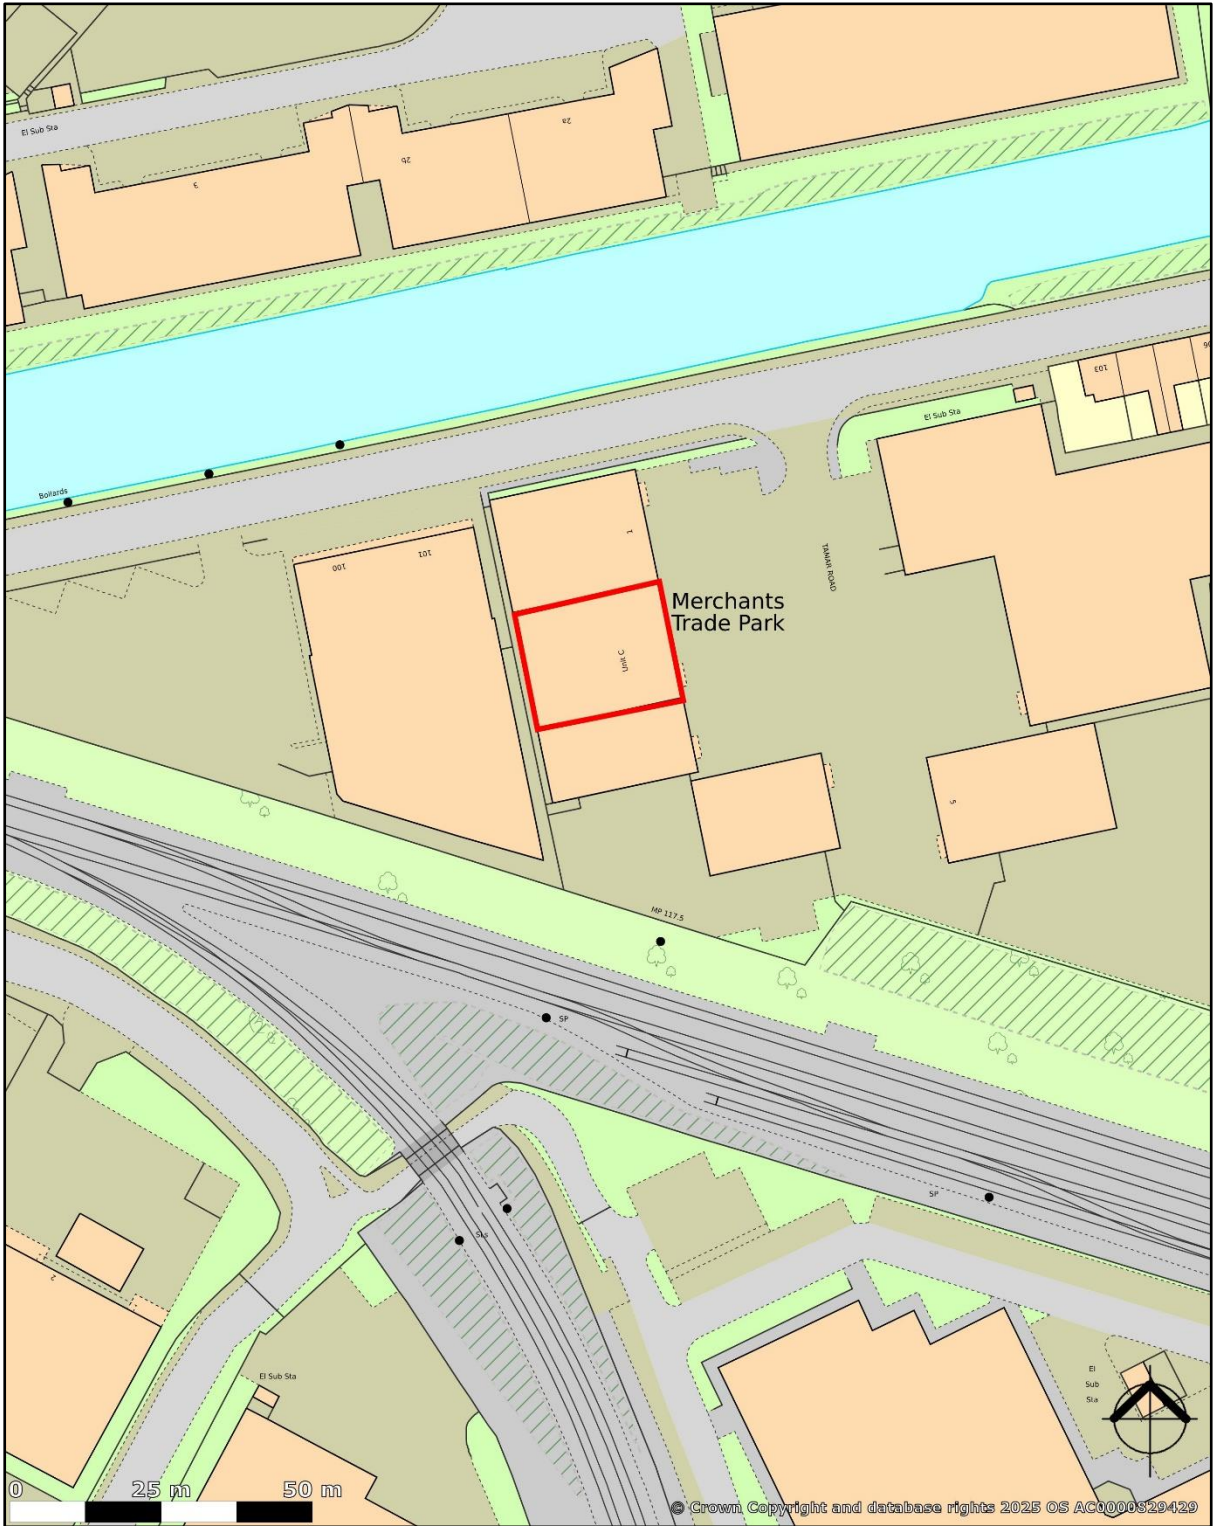 El Sub Sta
2a
2b
3
103
El Sub Sta
Bollards
1
101
100
TANAR ROAD
Merchants
Trade Park
Unit C
5
MP 117.5
SP
SP
SLs
2
El Sub Sta
El
Sub
Sta
0 25 m 50 m
© Crown Copyright and database rights 2025 OS AC0000829429